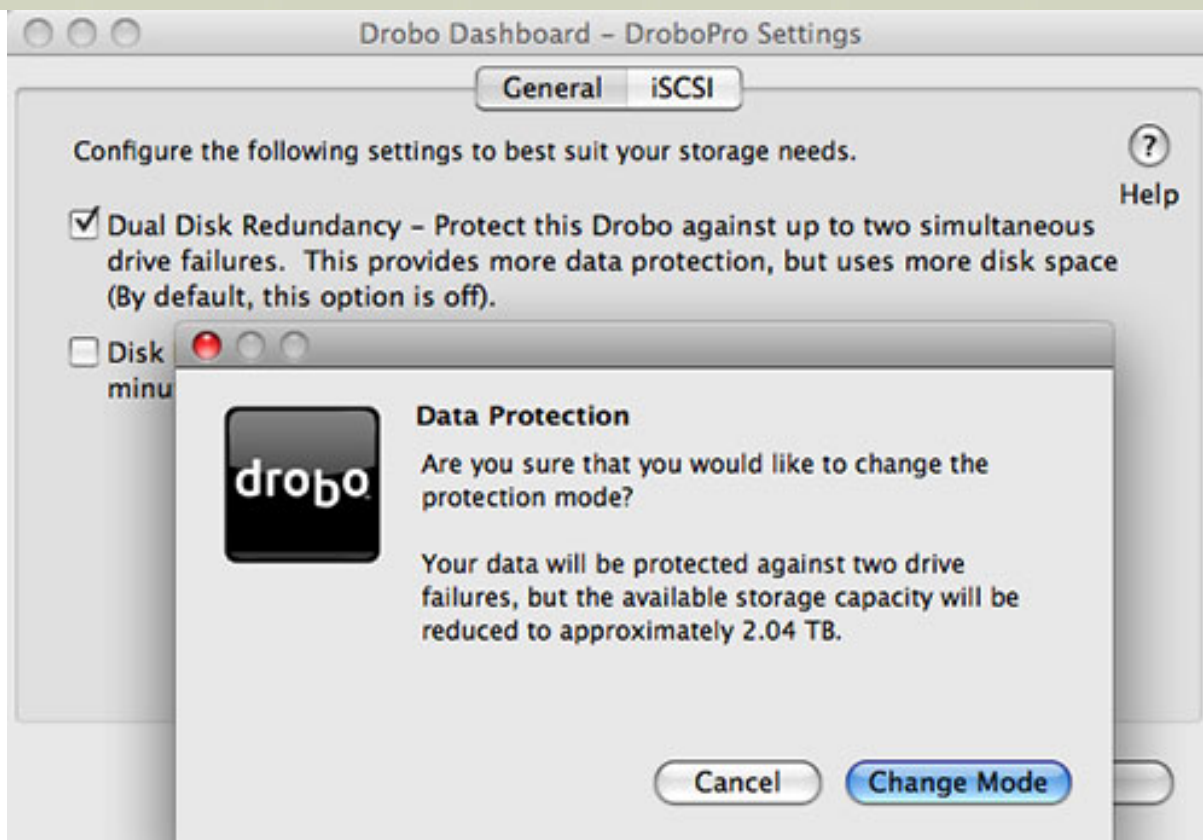 Drobo Dashboard – DroboPro Settings
General iSCSI
Configure the following settings to best suit your storage needs.
?
Help
Dual Disk Redundancy – Protect this Drobo against up to two simultaneous
drive failures.  This provides more data protection, but uses more disk space
(By default, this option is off).
Disk
minu
drobo
Data Protection
Are you sure that you would like to change the
protection mode?
Your data will be protected against two drive
failures, but the available storage capacity will be
reduced to approximately 2.04 TB.
Cancel Change Mode